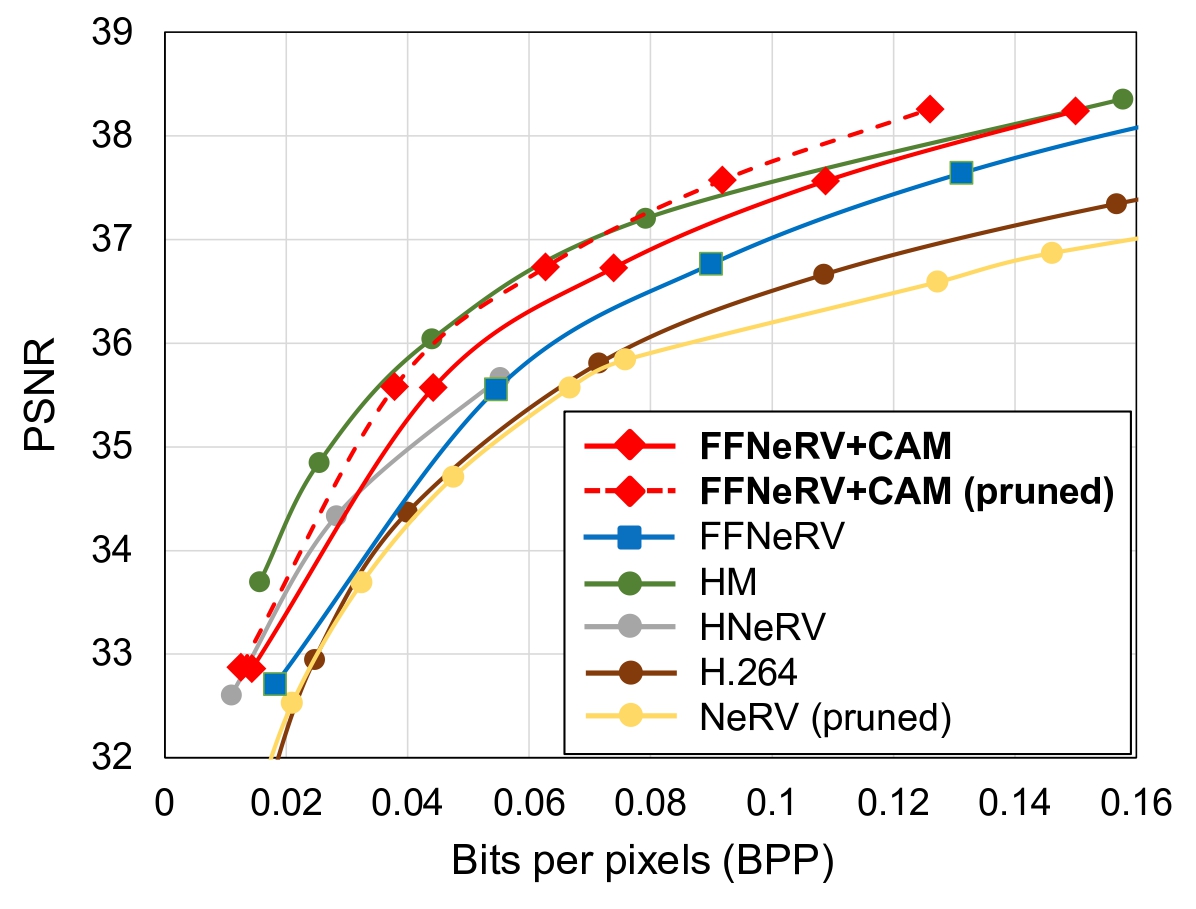 39
38
37
36
35
34
33
32
PSNR
FFNeRV+CAM
FFNeRV+CAM (pruned)
FFNeRV
HM
HNeRV
H.264
NeRV (pruned)
0 0.02 0.04 0.06 0.08 0.1 0.12 0.14 0.16
Bits per pixels (BPP)